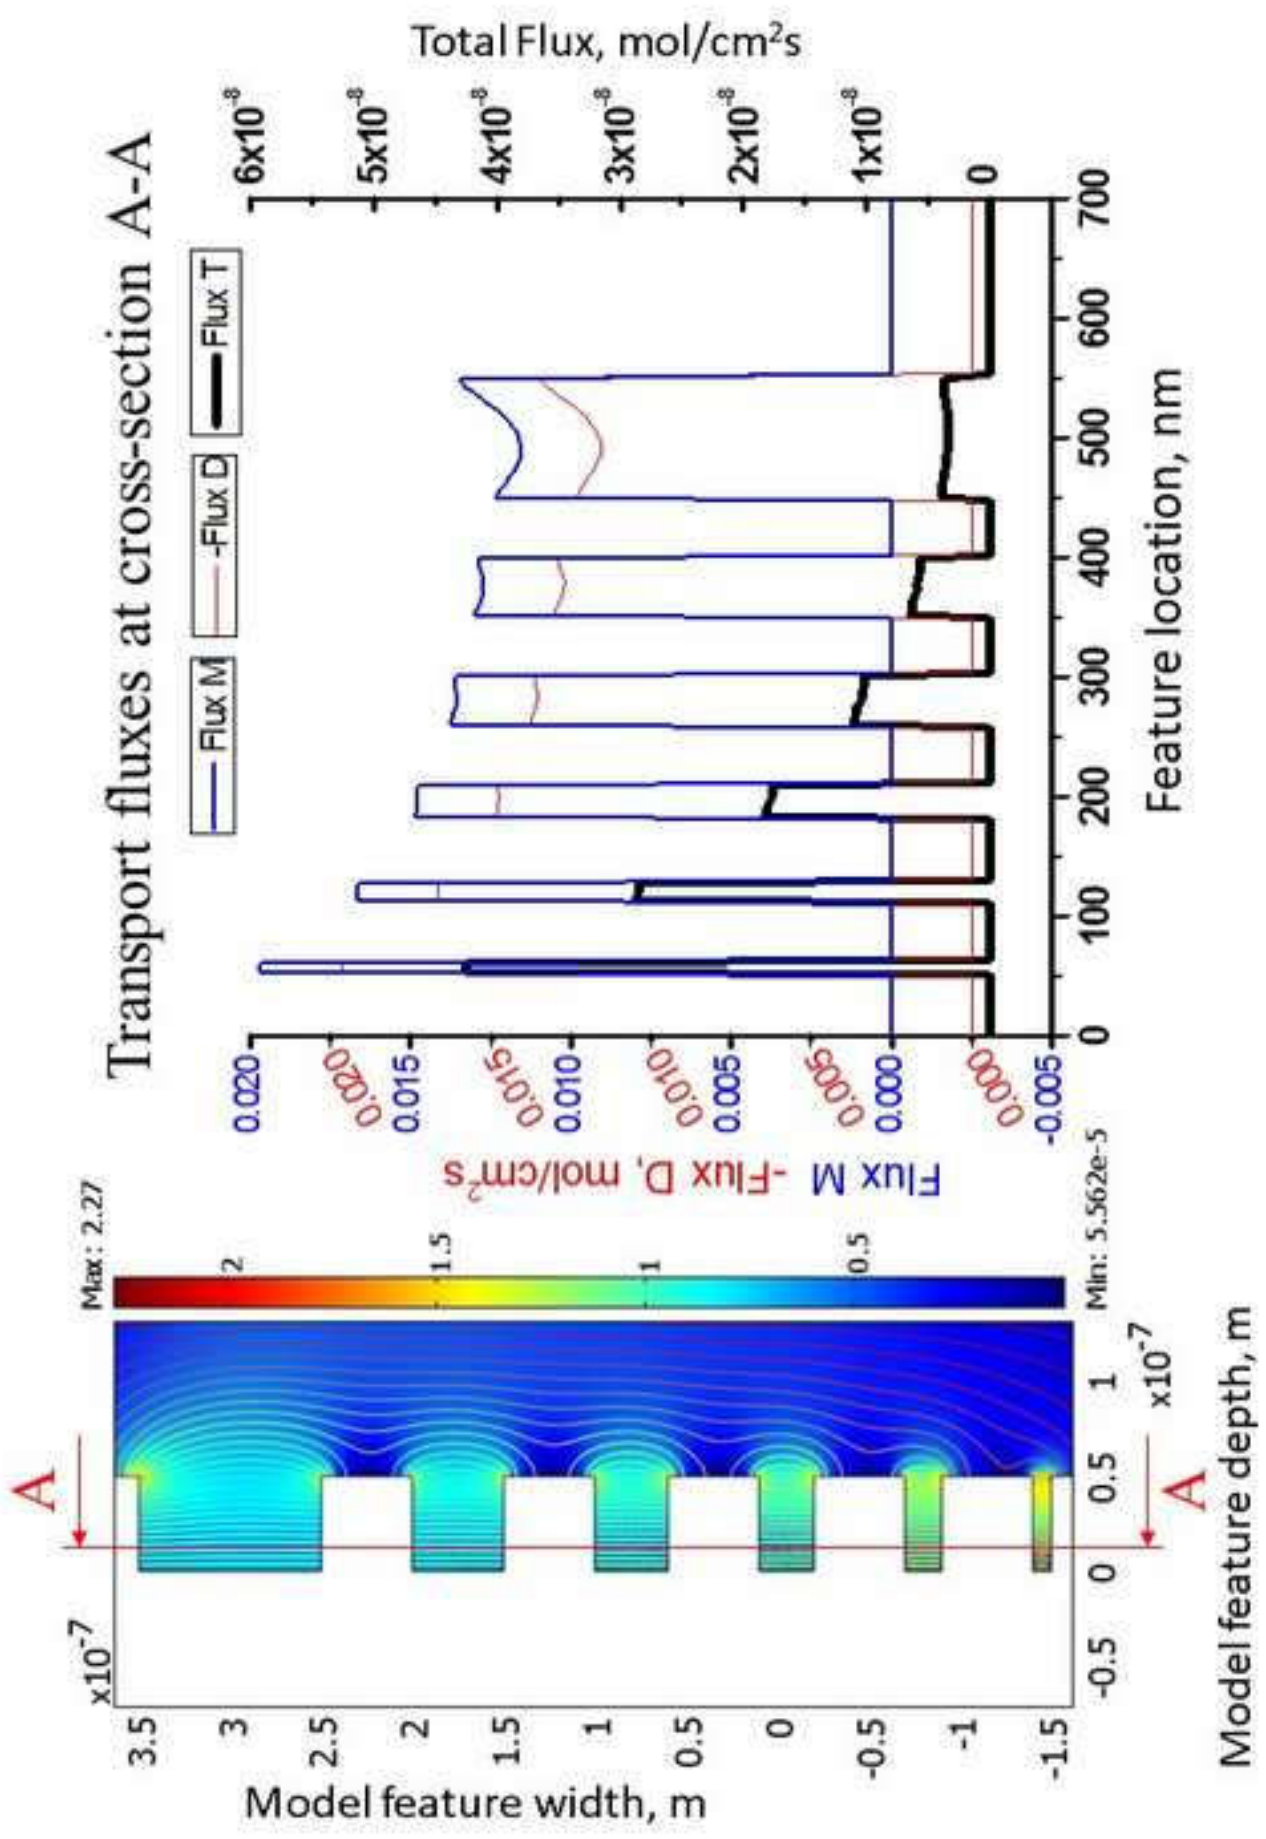 Transport fluxes at cross-section A-A
Flux M
-Flux D
Flux T
Total Flux, mol/cm²s
6x10⁻⁸
5x10⁻⁸
4x10⁻⁸
3x10⁻⁸
2x10⁻⁸
1x10⁻⁸
0
Flux M -Flux D, mol/cm²s
0.020
0.020
0.015
0.015
0.010
0.010
0.005
0.005
0.000
0.000
-0.005
0 100 200 300 400 500 600 700
Feature location, nm
Max: 2.27
2
1.5
1
0.5
Min: 5.562e-5
A
A
x10⁻⁷
3.5
3
2.5
2
1.5
1
0.5
0
-0.5
-1
-1.5
Model feature width, m
-0.5 0 0.5 1
x10⁻⁷
Model feature depth, m